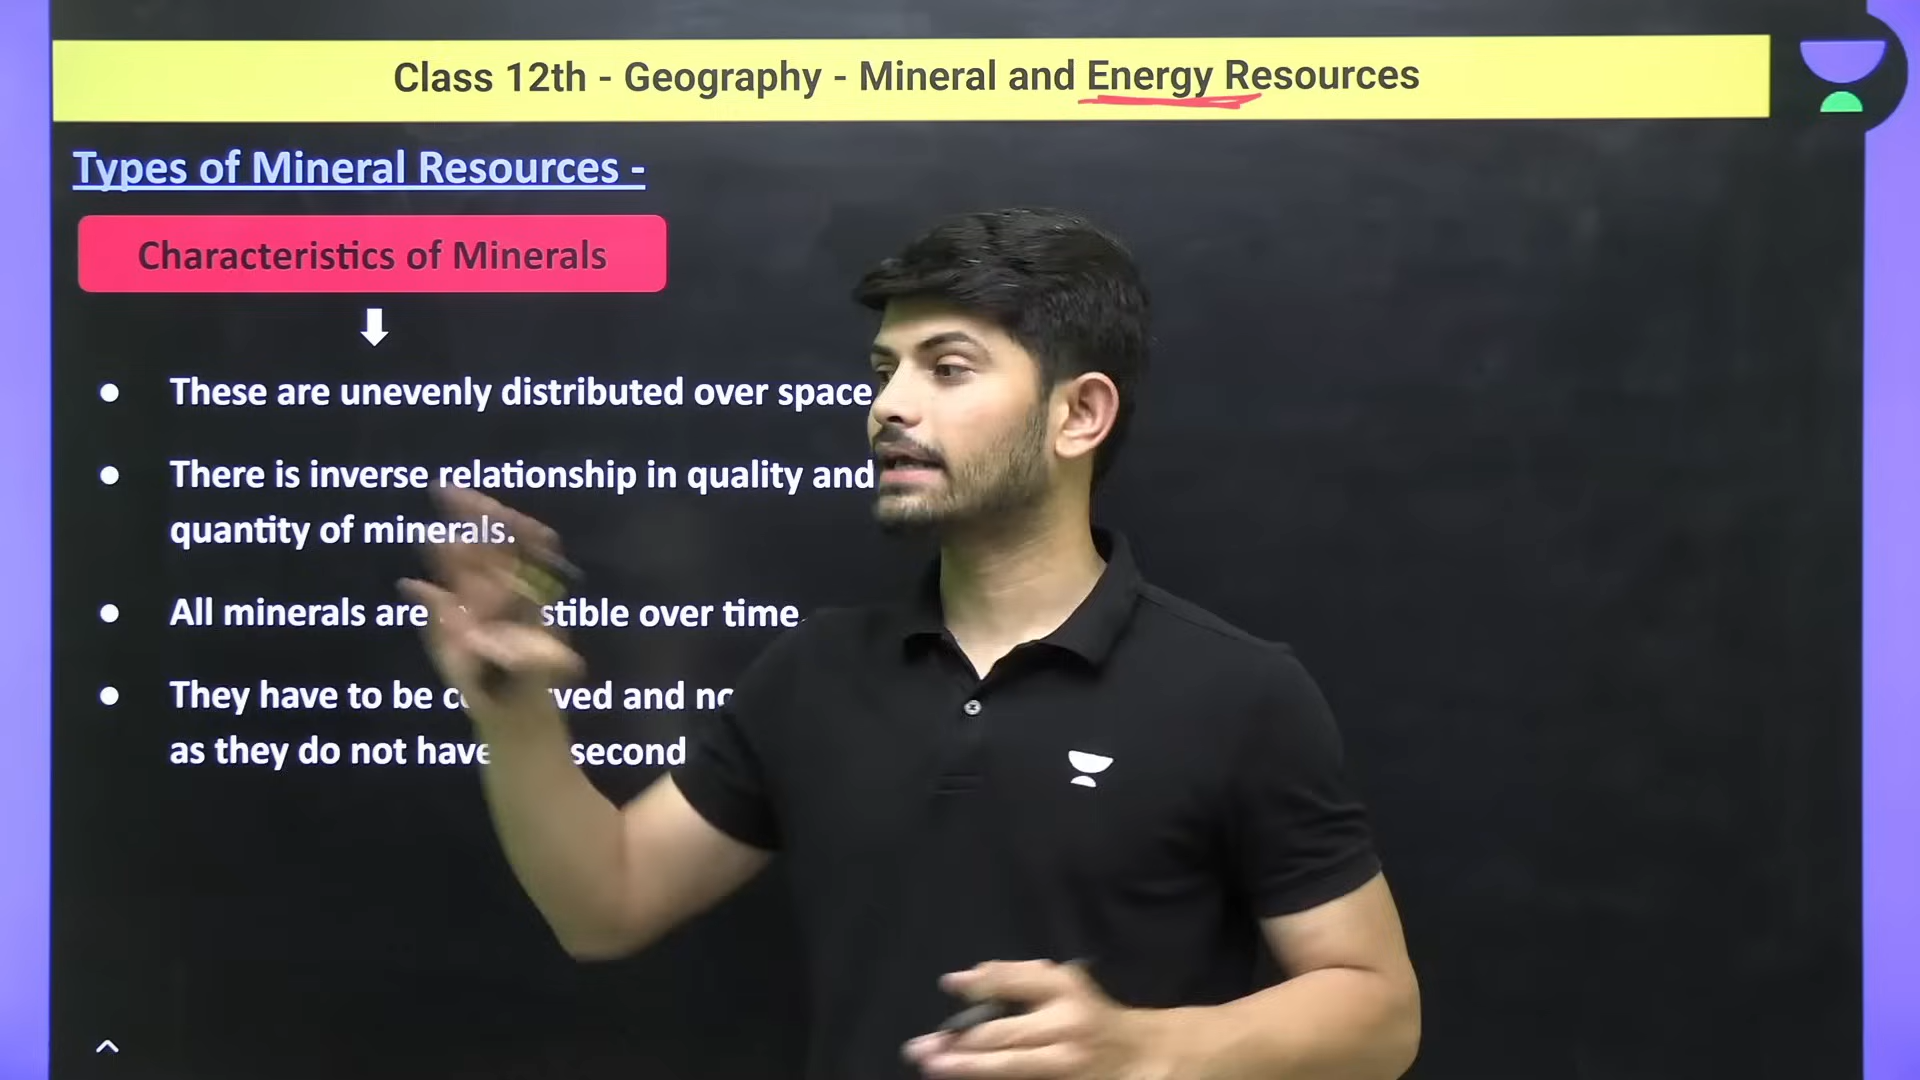 Class 12th - Geography - Mineral and Energy Resources
Types of Mineral Resources -
Characteristics of Minerals
These are unevenly distributed over space
There is inverse relationship in quality and
quantity of minerals.
All minerals are over time.
They have to be and
as they do not have second